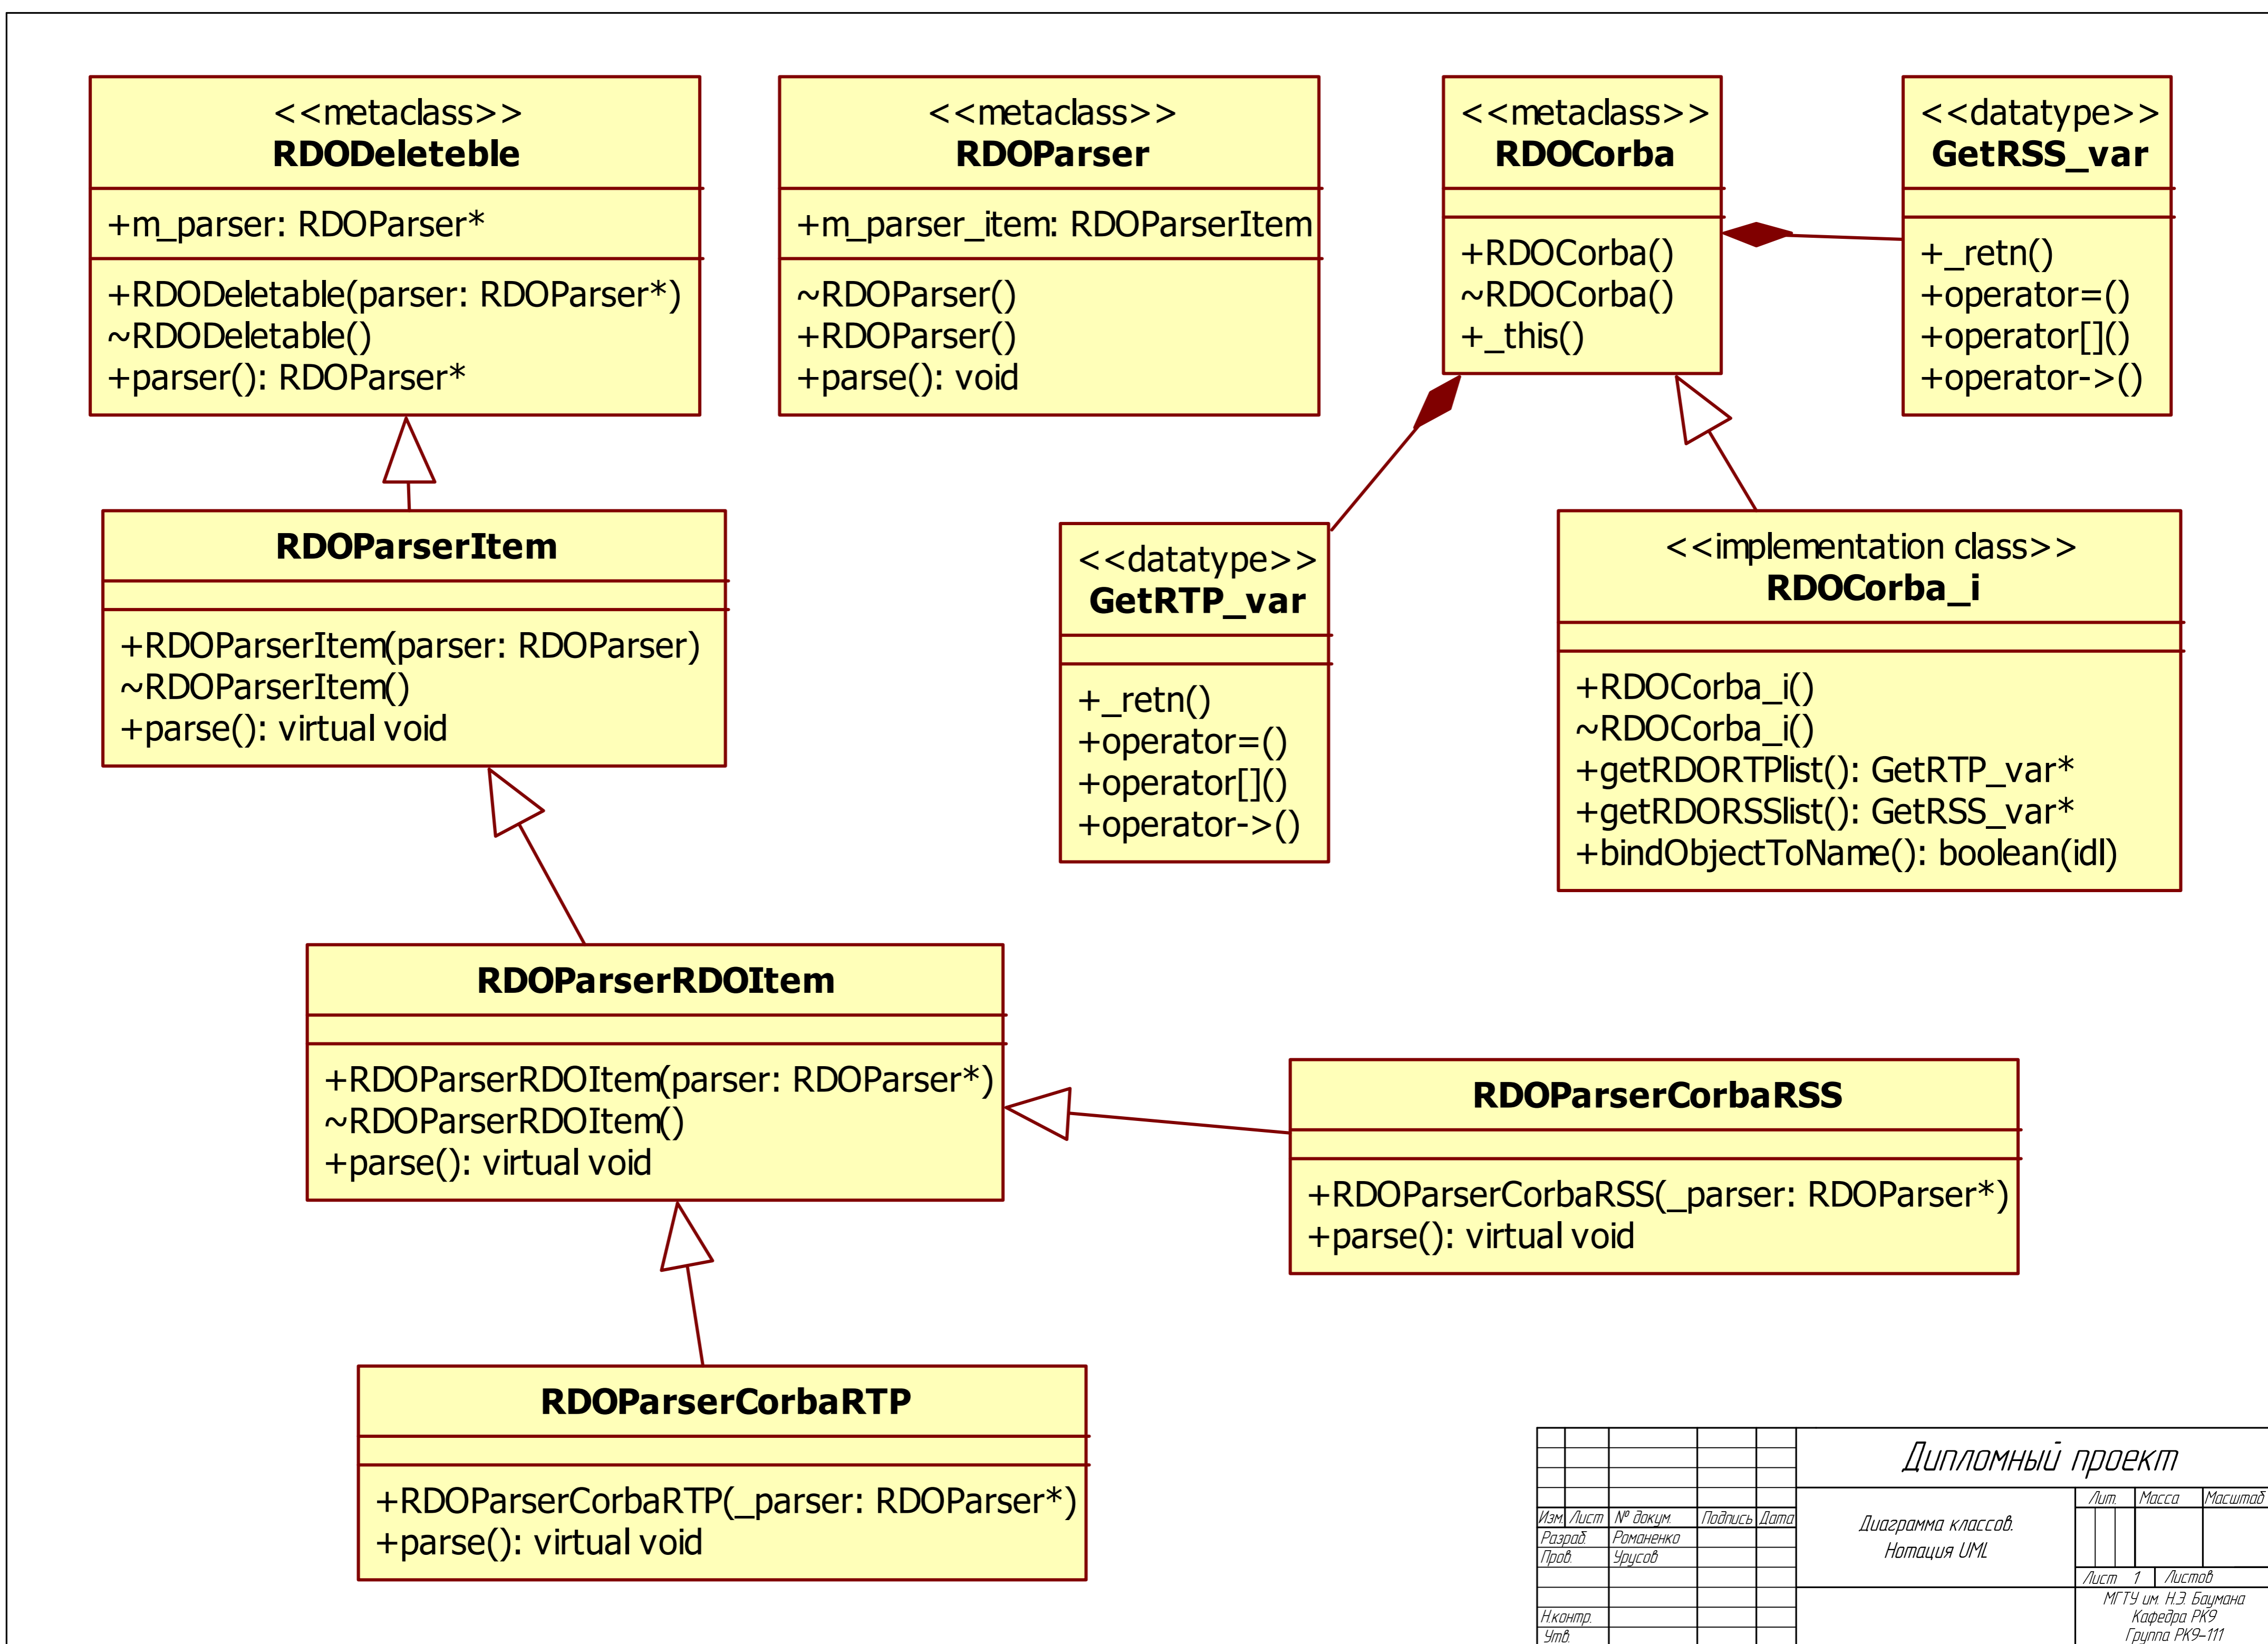 <<metaclass>>
RDODeleteble
+m_parser: RDOParser*
+RDODeletable(parser: RDOParser*)
~RDODeletable()
+parser(): RDOParser*
<<metaclass>>
RDOParser
+m_parser_item: RDOParserItem
~RDOParser()
+RDOParser()
+parse(): void
<<metaclass>>
RDOCorba
+RDOCorba()
~RDOCorba()
+_this()
<<datatype>>
GetRSS_var
+_retn()
+operator=()
+operator[]()
+operator->()
RDOParserItem
+RDOParserItem(parser: RDOParser)
~RDOParserItem()
+parse(): virtual void
<<datatype>>
GetRTP_var
+_retn()
+operator=()
+operator[]()
+operator->()
<<implementation class>>
RDOCorba_i
+RDOCorba_i()
~RDOCorba_i()
+getRDORTPlist(): GetRTP_var*
+getRDORSSlist(): GetRSS_var*
+bindObjectToName(): boolean(idl)
RDOParserRDOItem
+RDOParserRDOItem(parser: RDOParser*)
~RDOParserRDOItem()
+parse(): virtual void
RDOParserCorbaRSS
+RDOParserCorbaRSS(_parser: RDOParser*)
+parse(): virtual void
RDOParserCorbaRTP
+RDOParserCorbaRTP(_parser: RDOParser*)
+parse(): virtual void
Дипломный проект
Изм. Лист № докум. Подпись Дата
Разраб. Романенко
Пров. Урусов
Н.контр.
Утв.
Диаграмма классов.
Нотация UML
Лит. Масса Масштаб
Лист 1 Листов
МГТУ им. Н.Э. Баумана
Кафедра РК9
Группа РК9-111